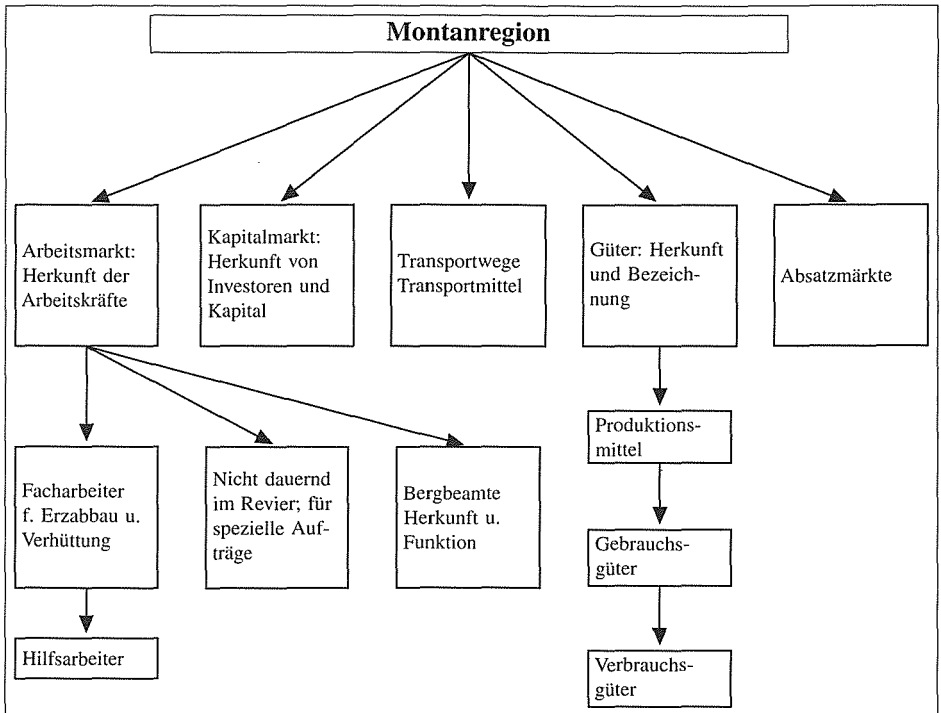 Montanregion
Arbeitsmarkt:
Herkunft der
Arbeitskräfte
Kapitalmarkt:
Herkunft von
Investoren und
Kapital
Transportwege
Transportmittel
Güter: Herkunft
und Bezeich-
nung
Absatzmärkte
Facharbeiter
f. Erzabbau u.
Verhüttung
Nicht dauernd
im Revier; für
spezielle Auf-
träge
Bergbeamte
Herkunft u.
Funktion
Produktions-
mittel
Gebrauchs-
güter
Hilfsarbeiter
Verbrauchs-
güter